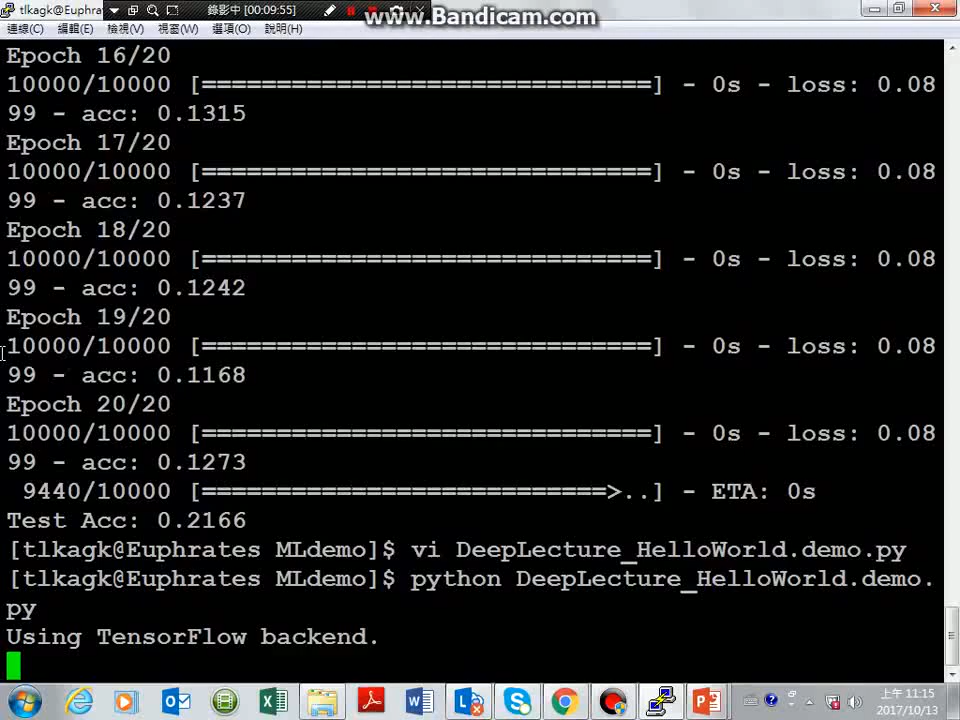 tlkagk@Euphra
錄影中 [00:09:55]
www.Bandicam.com
連線(C) 編輯(E) 檢視(V) 視窗(W) 選項(O) 說明(H)
Epoch 16/20
10000/10000 [==============================] - 0s - loss: 0.08
99 - acc: 0.1315
Epoch 17/20
10000/10000 [==============================] - 0s - loss: 0.08
99 - acc: 0.1237
Epoch 18/20
10000/10000 [==============================] - 0s - loss: 0.08
99 - acc: 0.1242
Epoch 19/20
10000/10000 [==============================] - 0s - loss: 0.08
99 - acc: 0.1168
Epoch 20/20
10000/10000 [==============================] - 0s - loss: 0.08
99 - acc: 0.1273
9440/10000 [===========================>..] - ETA: 0s
Test Acc: 0.2166
[tlkagk@Euphrates MLdemo]$ vi DeepLecture_HelloWorld.demo.py
[tlkagk@Euphrates MLdemo]$ python DeepLecture_HelloWorld.demo.
py
Using TensorFlow backend.
上午 11:15
2017/10/13